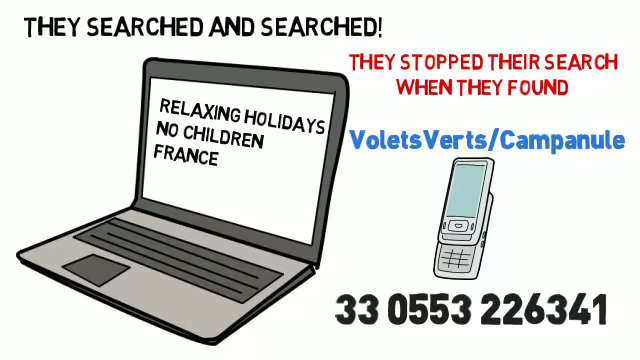 THEY SEARCHED AND SEARCHED!
THEY STOPPED THEIR SEARCH
WHEN THEY FOUND
RELAXING HOLIDAYS
NO CHILDREN
FRANCE
VoletsVerts/Campanule
33 0553 226341